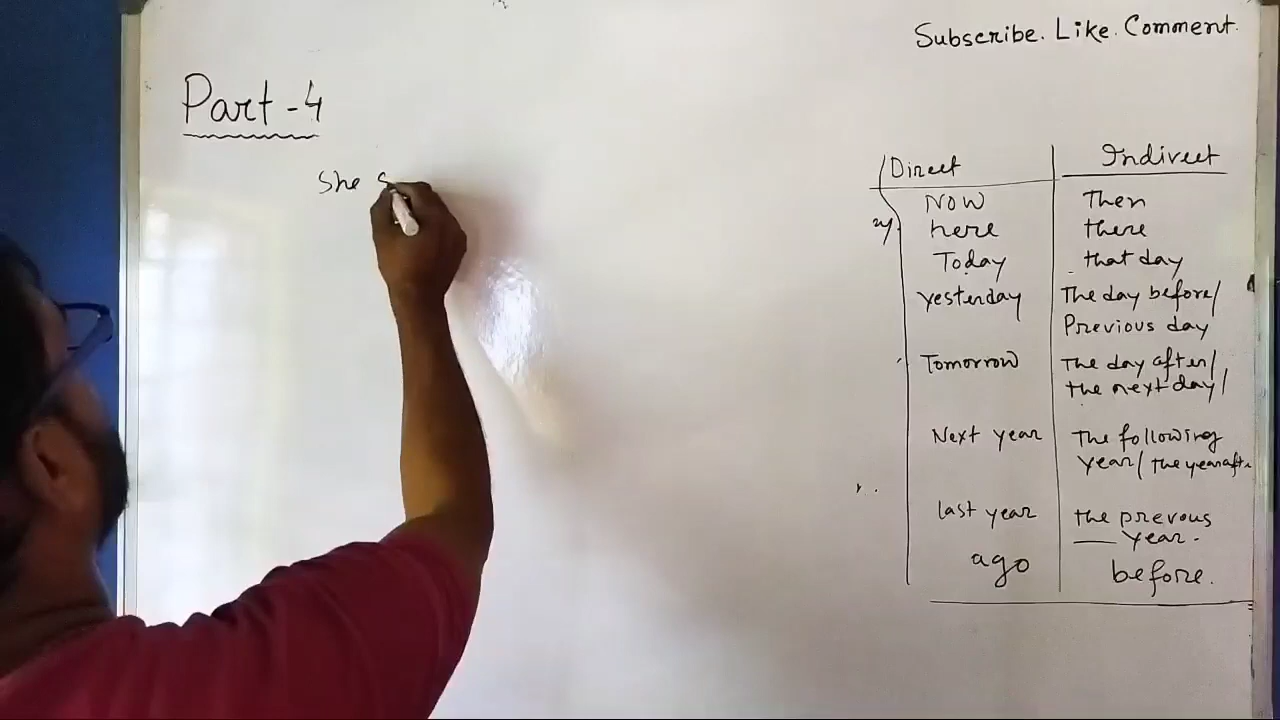 Subscribe. Like. Comment.
Part - 4
She s
Direct Indirect
Now Then
here there
Today that day
yesterday The day before/
Previous day
Tomorrow The day after/
the next day/
Next year The following
year/ the year afte
last year the prevous
year.
ago before.